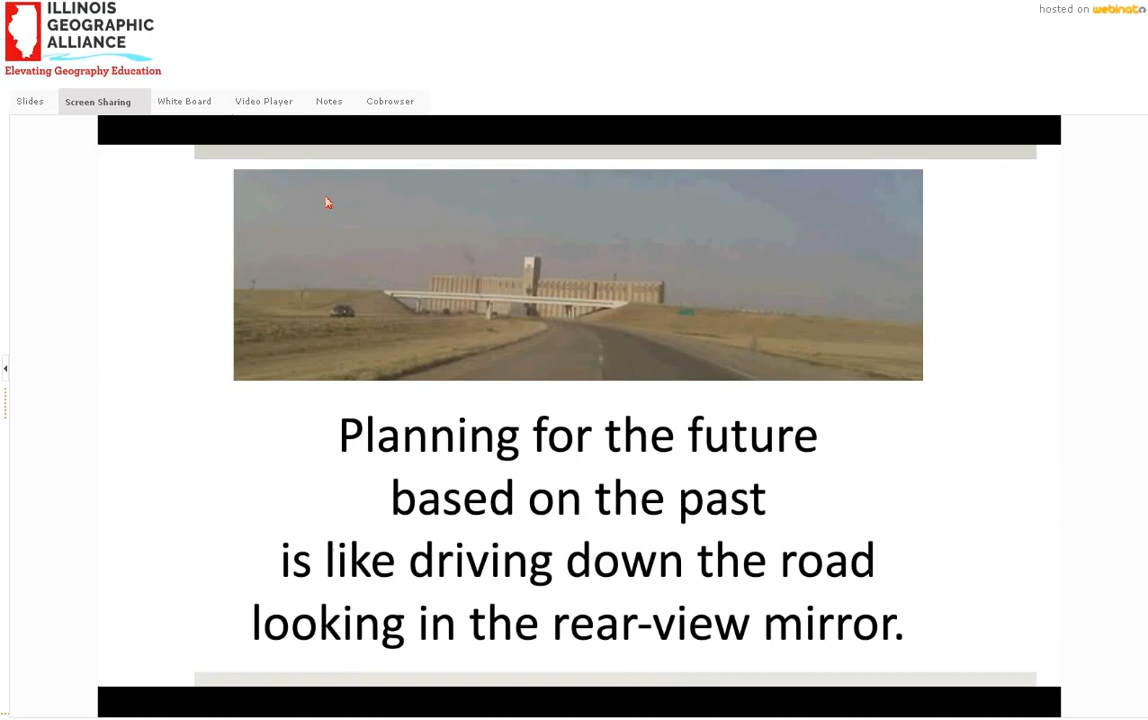 ILLINOIS
GEOGRAPHIC
ALLIANCE
Elevating Geography Education
hosted on webinato
Slides
Screen Sharing
White Board
Video Player
Notes
Cobrowser
Planning for the future
based on the past
is like driving down the road
looking in the rear-view mirror.